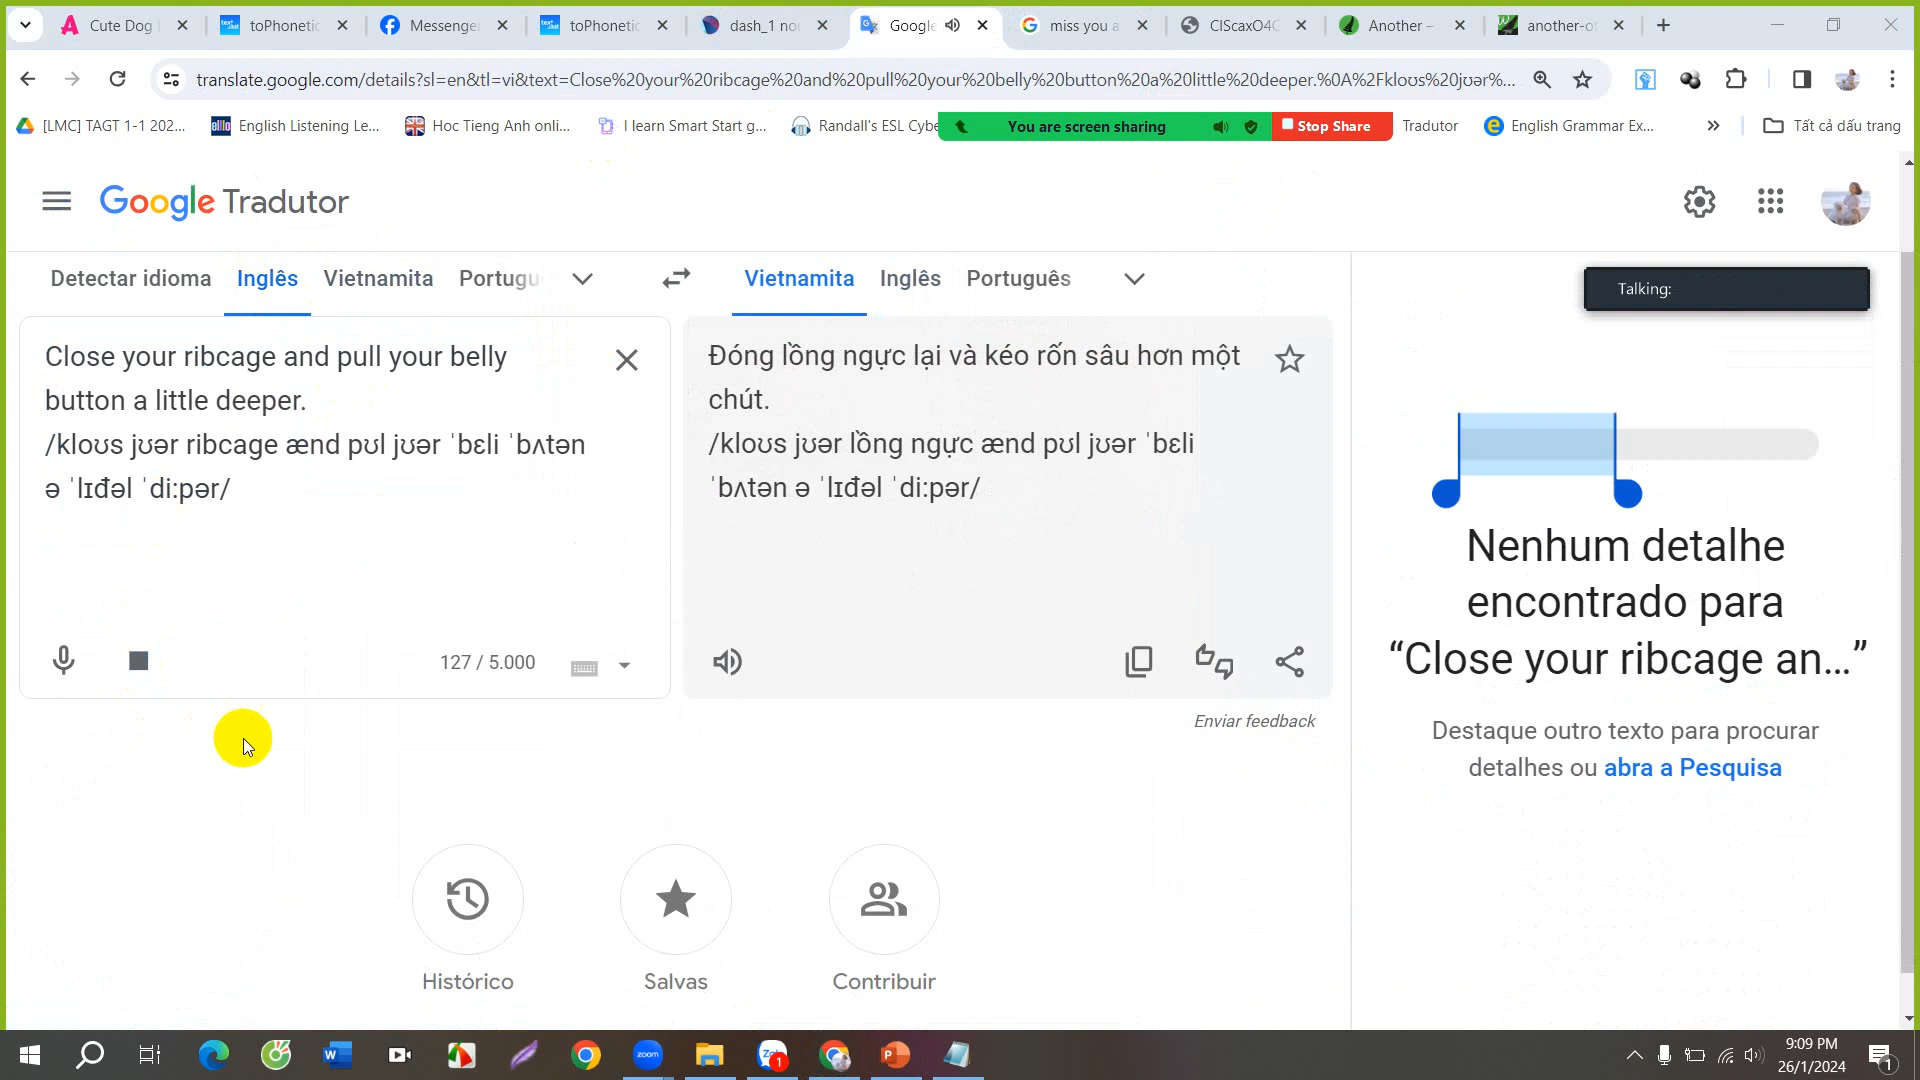 Cute Dog
toPhonetic
Messenger
toPhonetic
dash_1 no
Google
miss you a
CIScaxO4C
Another –
another-of
translate.google.com/details?sl=en&tl=vi&text=Close%20your%20ribcage%20and%20pull%20your%20belly%20button%20a%20little%20deeper.%0A%2Fkloʊs%20jʊər%...
[LMC] TAGT 1-1 202...
English Listening Le...
Hoc Tieng Anh onli...
I learn Smart Start g...
Randall's ESL Cybe
You are screen sharing
Stop Share
Tradutor
English Grammar Ex...
Tất cả dấu trang
Google Tradutor
Detectar idioma
Inglês
Vietnamita
Portugu
Vietnamita
Inglês
Português
Talking:
Close your ribcage and pull your belly
button a little deeper.
/kloʊs jʊər ribcage ænd pʊl jʊər ˈbɛli ˈbʌtən
ə ˈlɪđəl ˈdi:pər/
127 / 5.000
Đóng lồng ngực lại và kéo rốn sâu hơn một
chút.
/kloʊs jʊər lồng ngực ænd pʊl jʊər ˈbɛli
ˈbʌtən ə ˈlɪđəl ˈdi:pər/
Enviar feedback
Nenhum detalhe
encontrado para
“Close your ribcage an...”
Destaque outro texto para procurar
detalhes ou abra a Pesquisa
Histórico
Salvas
Contribuir
zoom
1
9:09 PM
26/1/2024
1